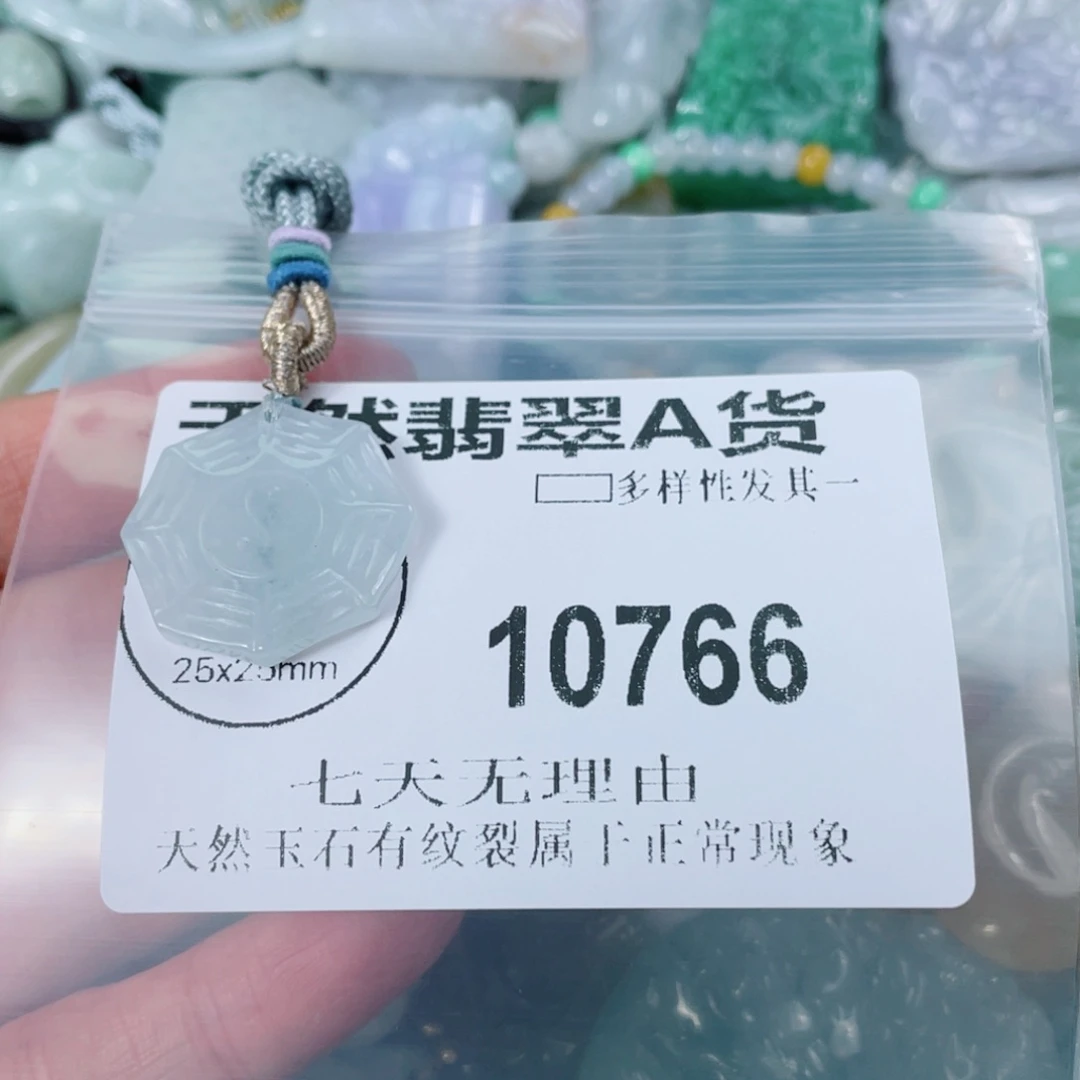 天然翡翠A货
多样性发其一
10766
25x25mm
七天无理由
天然玉石有纹裂属于正常现象